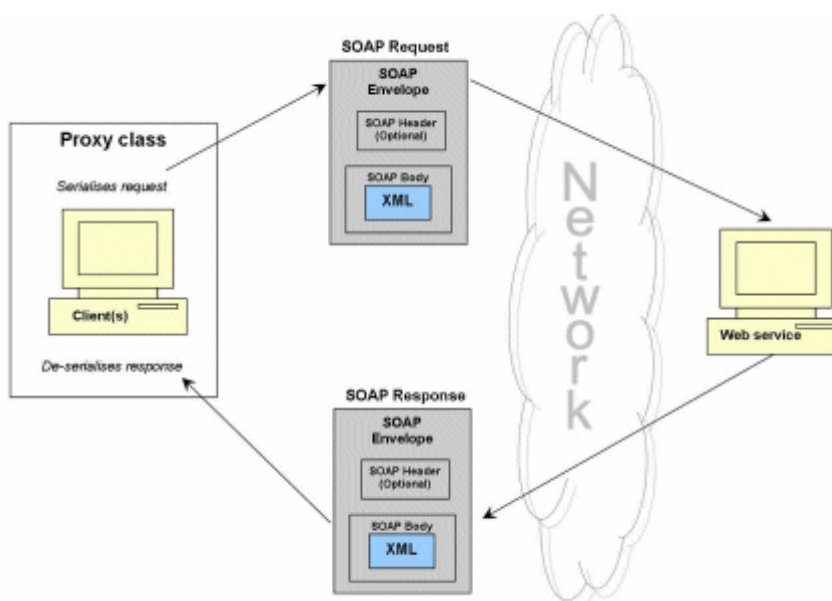 SOAP Request
SOAP
Envelope
SOAP Header
(Optional)
SOAP Body
XML
Proxy class
Serialises request
Client(s)
De-serialises response
Network
Web service
SOAP Response
SOAP
Envelope
SOAP Header
(Optional)
SOAP Body
XML